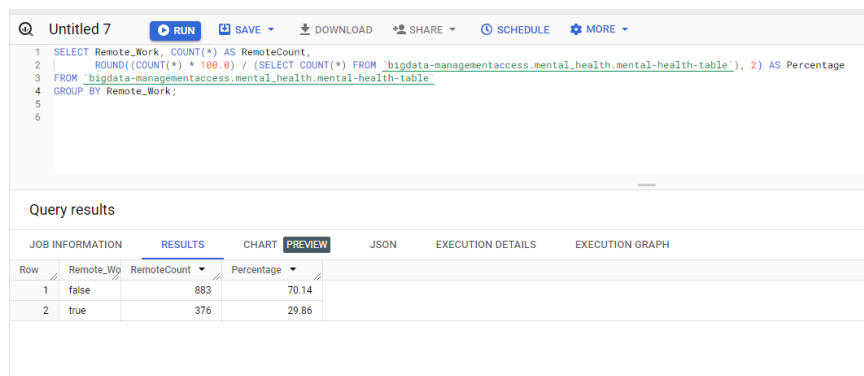 Untitled 7 RUN SAVE DOWNLOAD SHARE SCHEDULE MORE
1 SELECT Remote_Work, COUNT(*) AS RemoteCount,
2 ROUND((COUNT(*) * 100.0) / (SELECT COUNT(*) FROM `bigdata-managementaccess.mental_health.mental-health-table`), 2) AS Percentage
3 FROM `bigdata-managementaccess.mental_health.mental-health-table`
4 GROUP BY Remote_Work;
5
6
Query results
JOB INFORMATION RESULTS CHART PREVIEW JSON EXECUTION DETAILS EXECUTION GRAPH
Row Remote_Wo RemoteCount Percentage
1 false 883 70.14
2 true 376 29.86